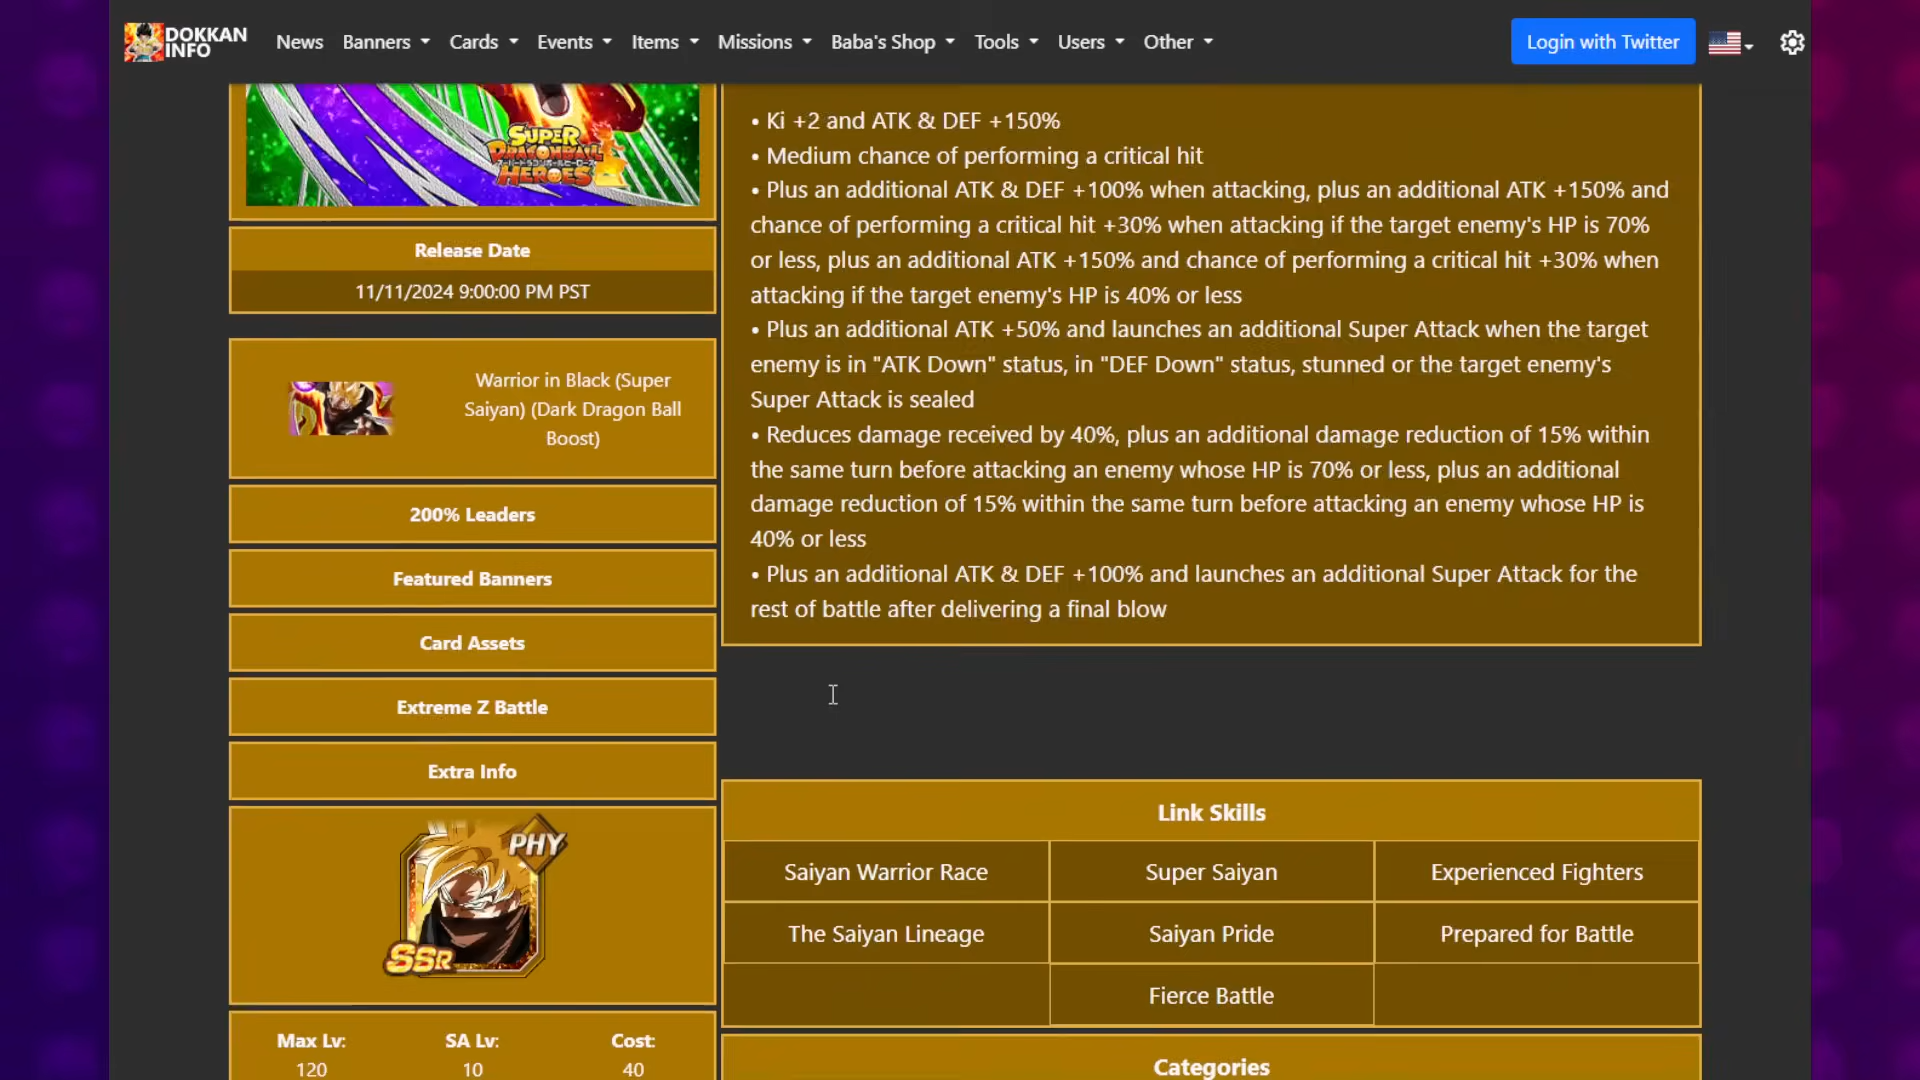 DOKKAN
INFO
News Banners Cards Events Items Missions Baba's Shop Tools Users Other
Login with Twitter
SUPER
DRAGONBALL
HEROES
Release Date
11/11/2024 9:00:00 PM PST
Warrior in Black (Super
Saiyan) (Dark Dragon Ball
Boost)
200% Leaders
Featured Banners
Card Assets
Extreme Z Battle
Extra Info
PHY
SSR
Max Lv: SA Lv: Cost:
120 10 40
• Ki +2 and ATK & DEF +150%
• Medium chance of performing a critical hit
• Plus an additional ATK & DEF +100% when attacking, plus an additional ATK +150% and
chance of performing a critical hit +30% when attacking if the target enemy's HP is 70%
or less, plus an additional ATK +150% and chance of performing a critical hit +30% when
attacking if the target enemy's HP is 40% or less
• Plus an additional ATK +50% and launches an additional Super Attack when the target
enemy is in "ATK Down" status, in "DEF Down" status, stunned or the target enemy's
Super Attack is sealed
• Reduces damage received by 40%, plus an additional damage reduction of 15% within
the same turn before attacking an enemy whose HP is 70% or less, plus an additional
damage reduction of 15% within the same turn before attacking an enemy whose HP is
40% or less
• Plus an additional ATK & DEF +100% and launches an additional Super Attack for the
rest of battle after delivering a final blow
Link Skills
Saiyan Warrior Race Super Saiyan Experienced Fighters
The Saiyan Lineage Saiyan Pride Prepared for Battle
Fierce Battle
Categories